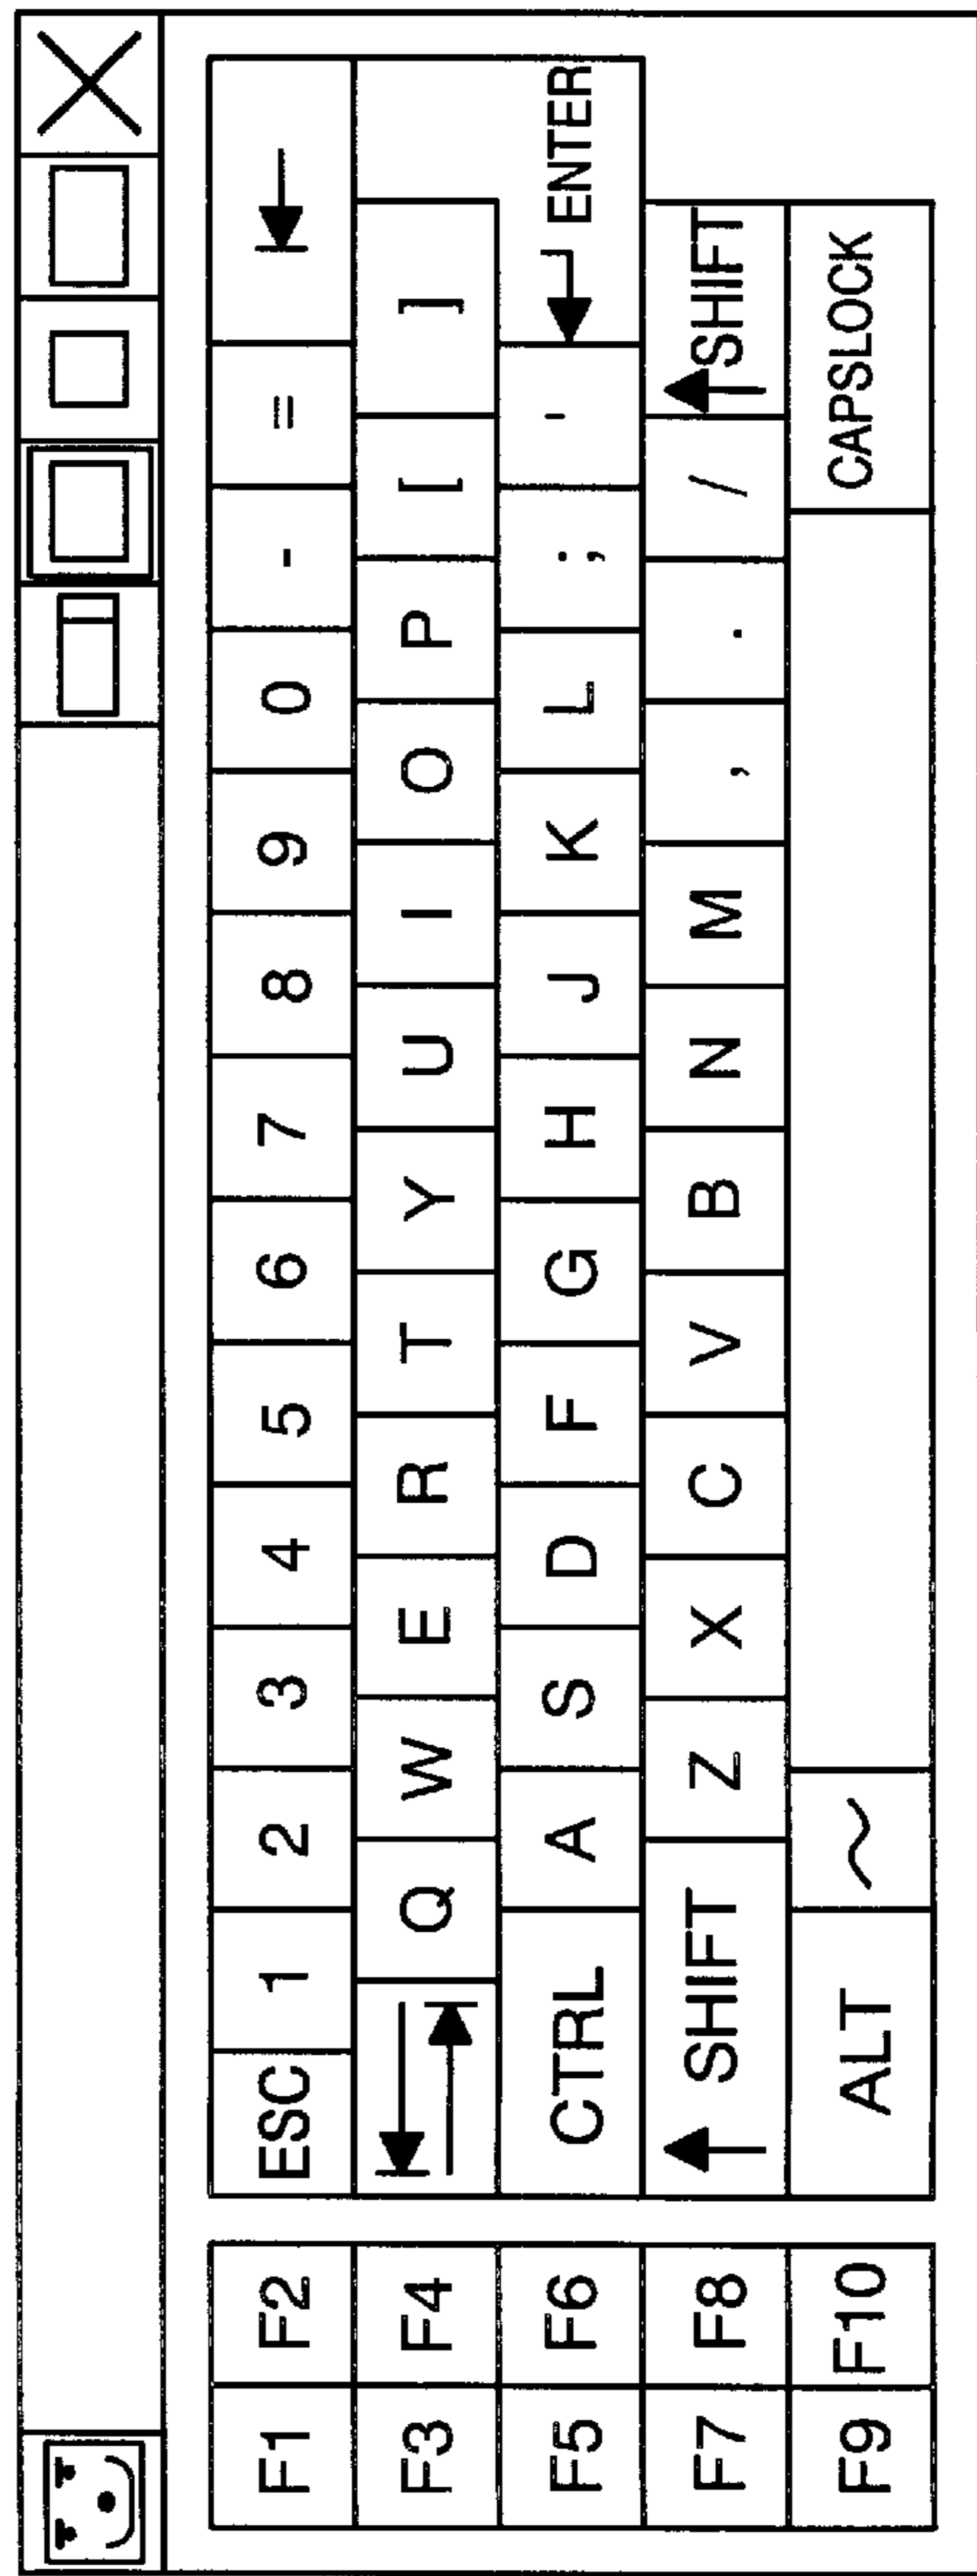 F1 F2 ESC 1 2 3 4 5 6 7 8 9 0 - =
F3 F4 Q W E R T Y U I O P [ ]
F5 F6 CTRL A S D F G H J K L ; ' ENTER
F7 F8 SHIFT Z X C V B N M , . / SHIFT
F9 F10 ALT ~ CAPSLOCK